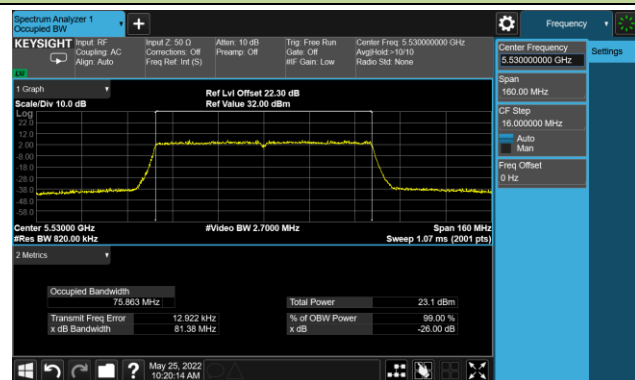 Spectrum Analyzer 1
Occupied BW
Frequency
KEYSIGHT
Input: RF
Coupling: AC
Align: Auto
Input Z: 50 Ω
Corrections: Off
Freq Ref: Int (S)
Atten: 10 dB
Preamp: Off
Trig: Free Run
Gate: Off
#IF Gain: Low
Center Freq: 5.530000000 GHz
Avg|Hold:>10/10
Radio Std: None
Center Frequency
5.530000000 GHz
Settings
Span
160.00 MHz
CF Step
16.000000 MHz
Auto
Man
Freq Offset
0 Hz
1 Graph
Scale/Div 10.0 dB
Ref Lvl Offset 22.30 dB
Ref Value 32.00 dBm
Log
22.0
12.0
2.00
-8.00
-18.0
-28.0
-38.0
-48.0
-58.0
Center 5.53000 GHz
#Res BW 820.00 kHz
#Video BW 2.7000 MHz
Span 160 MHz
Sweep 1.07 ms (2001 pts)
2 Metrics
Occupied Bandwidth
75.863 MHz
Total Power
23.1 dBm
Transmit Freq Error
12.922 kHz
% of OBW Power
99.00 %
x dB Bandwidth
81.38 MHz
x dB
-26.00 dB
May 25, 2022
10:20:14 AM